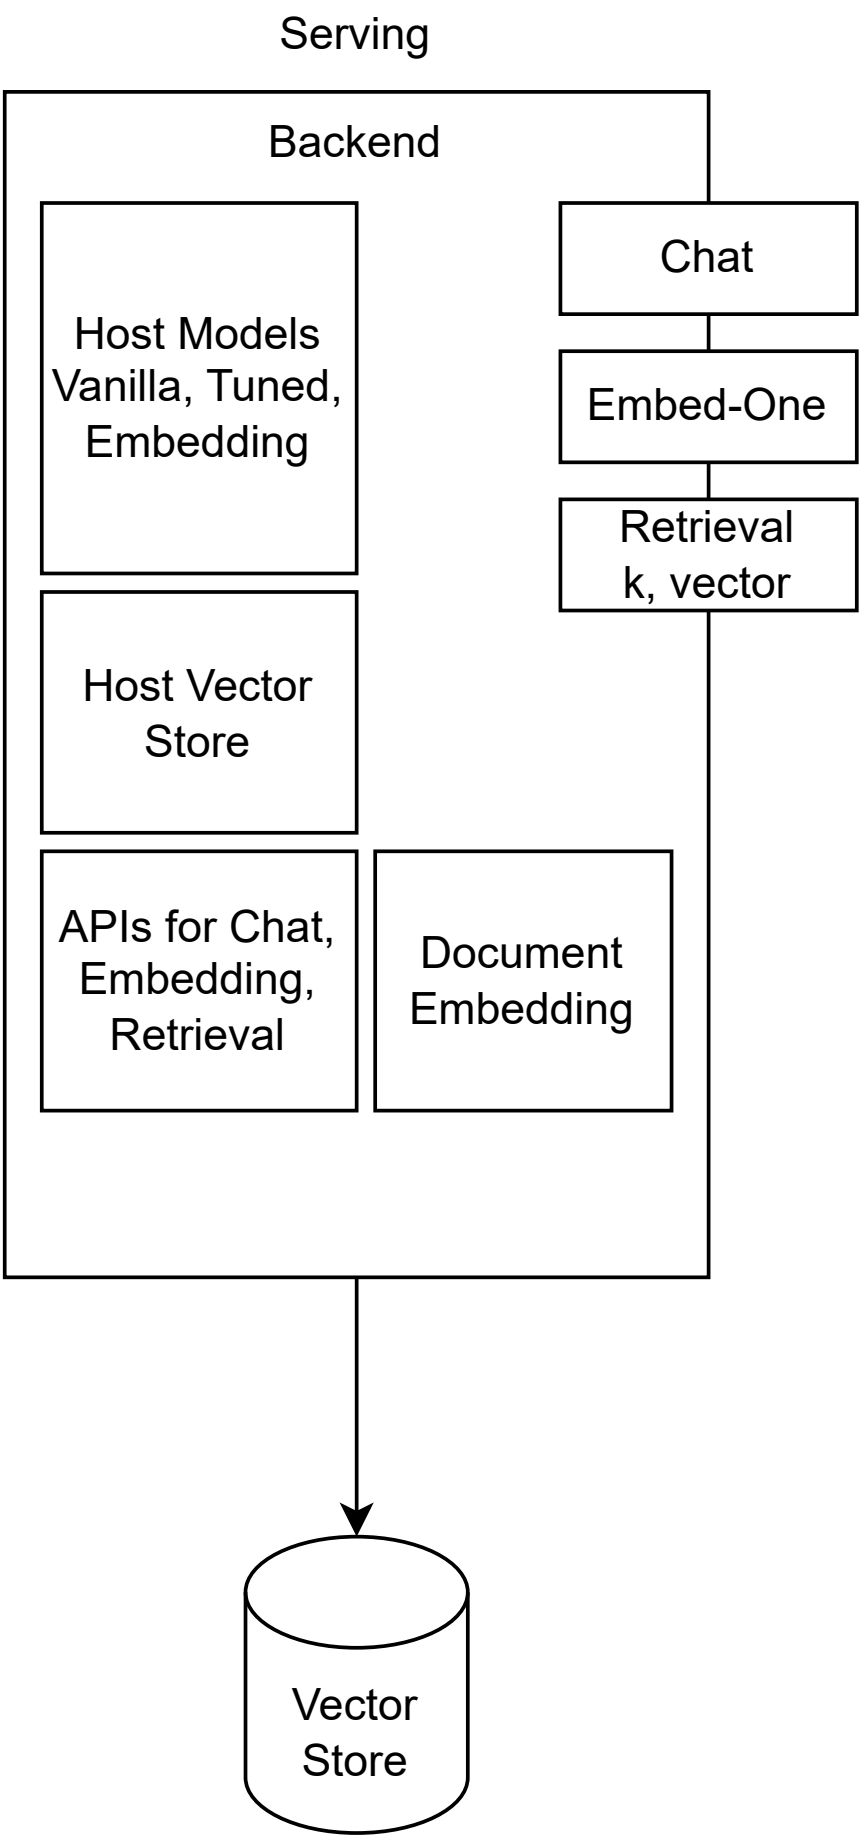 Serving
Backend
Host Models
Vanilla, Tuned,
Embedding
Chat
Embed-One
Retrieval
k, vector
Host Vector
Store
APIs for Chat,
Embedding,
Retrieval
Document
Embedding
Vector
Store